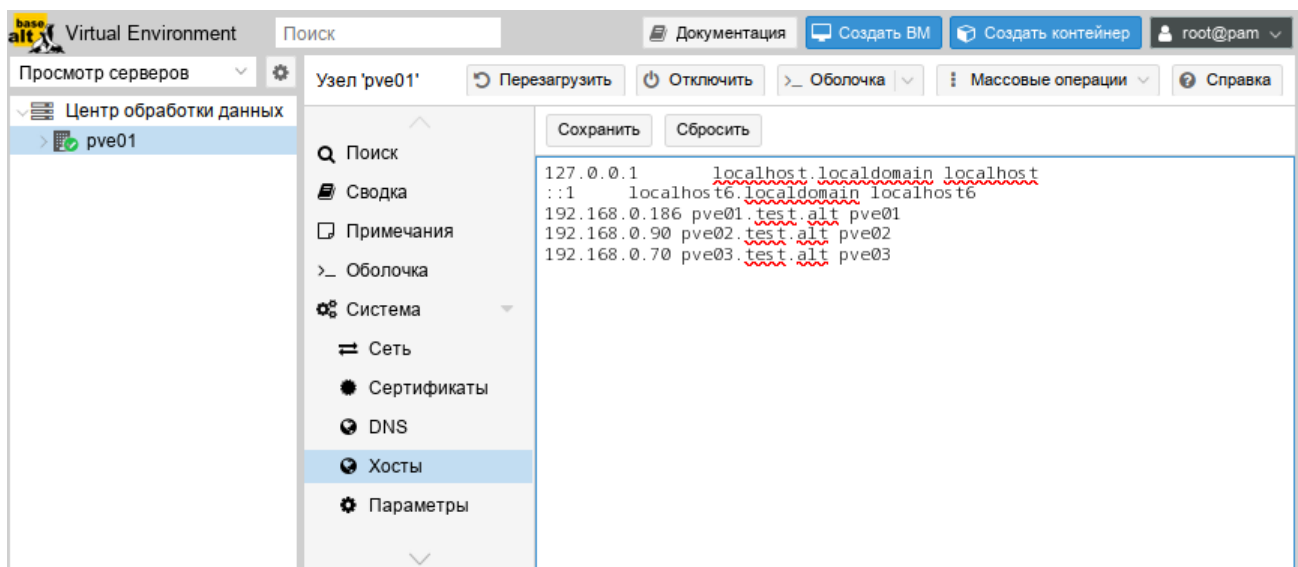 base alt Virtual Environment Поиск Документация Создать ВМ Создать контейнер root@pam
Просмотр серверов Узел 'pve01' Перезагрузить Отключить >_ Оболочка Массовые операции Справка
Центр обработки данных
pve01
Поиск
Сводка
Примечания
>_ Оболочка
Система
Сеть
Сертификаты
DNS
Хосты
Параметры
Сохранить Сбросить
127.0.0.1 localhost.localdomain localhost
::1 localhost6.localdomain localhost6
192.168.0.186 pve01.test.alt pve01
192.168.0.90 pve02.test.alt pve02
192.168.0.70 pve03.test.alt pve03